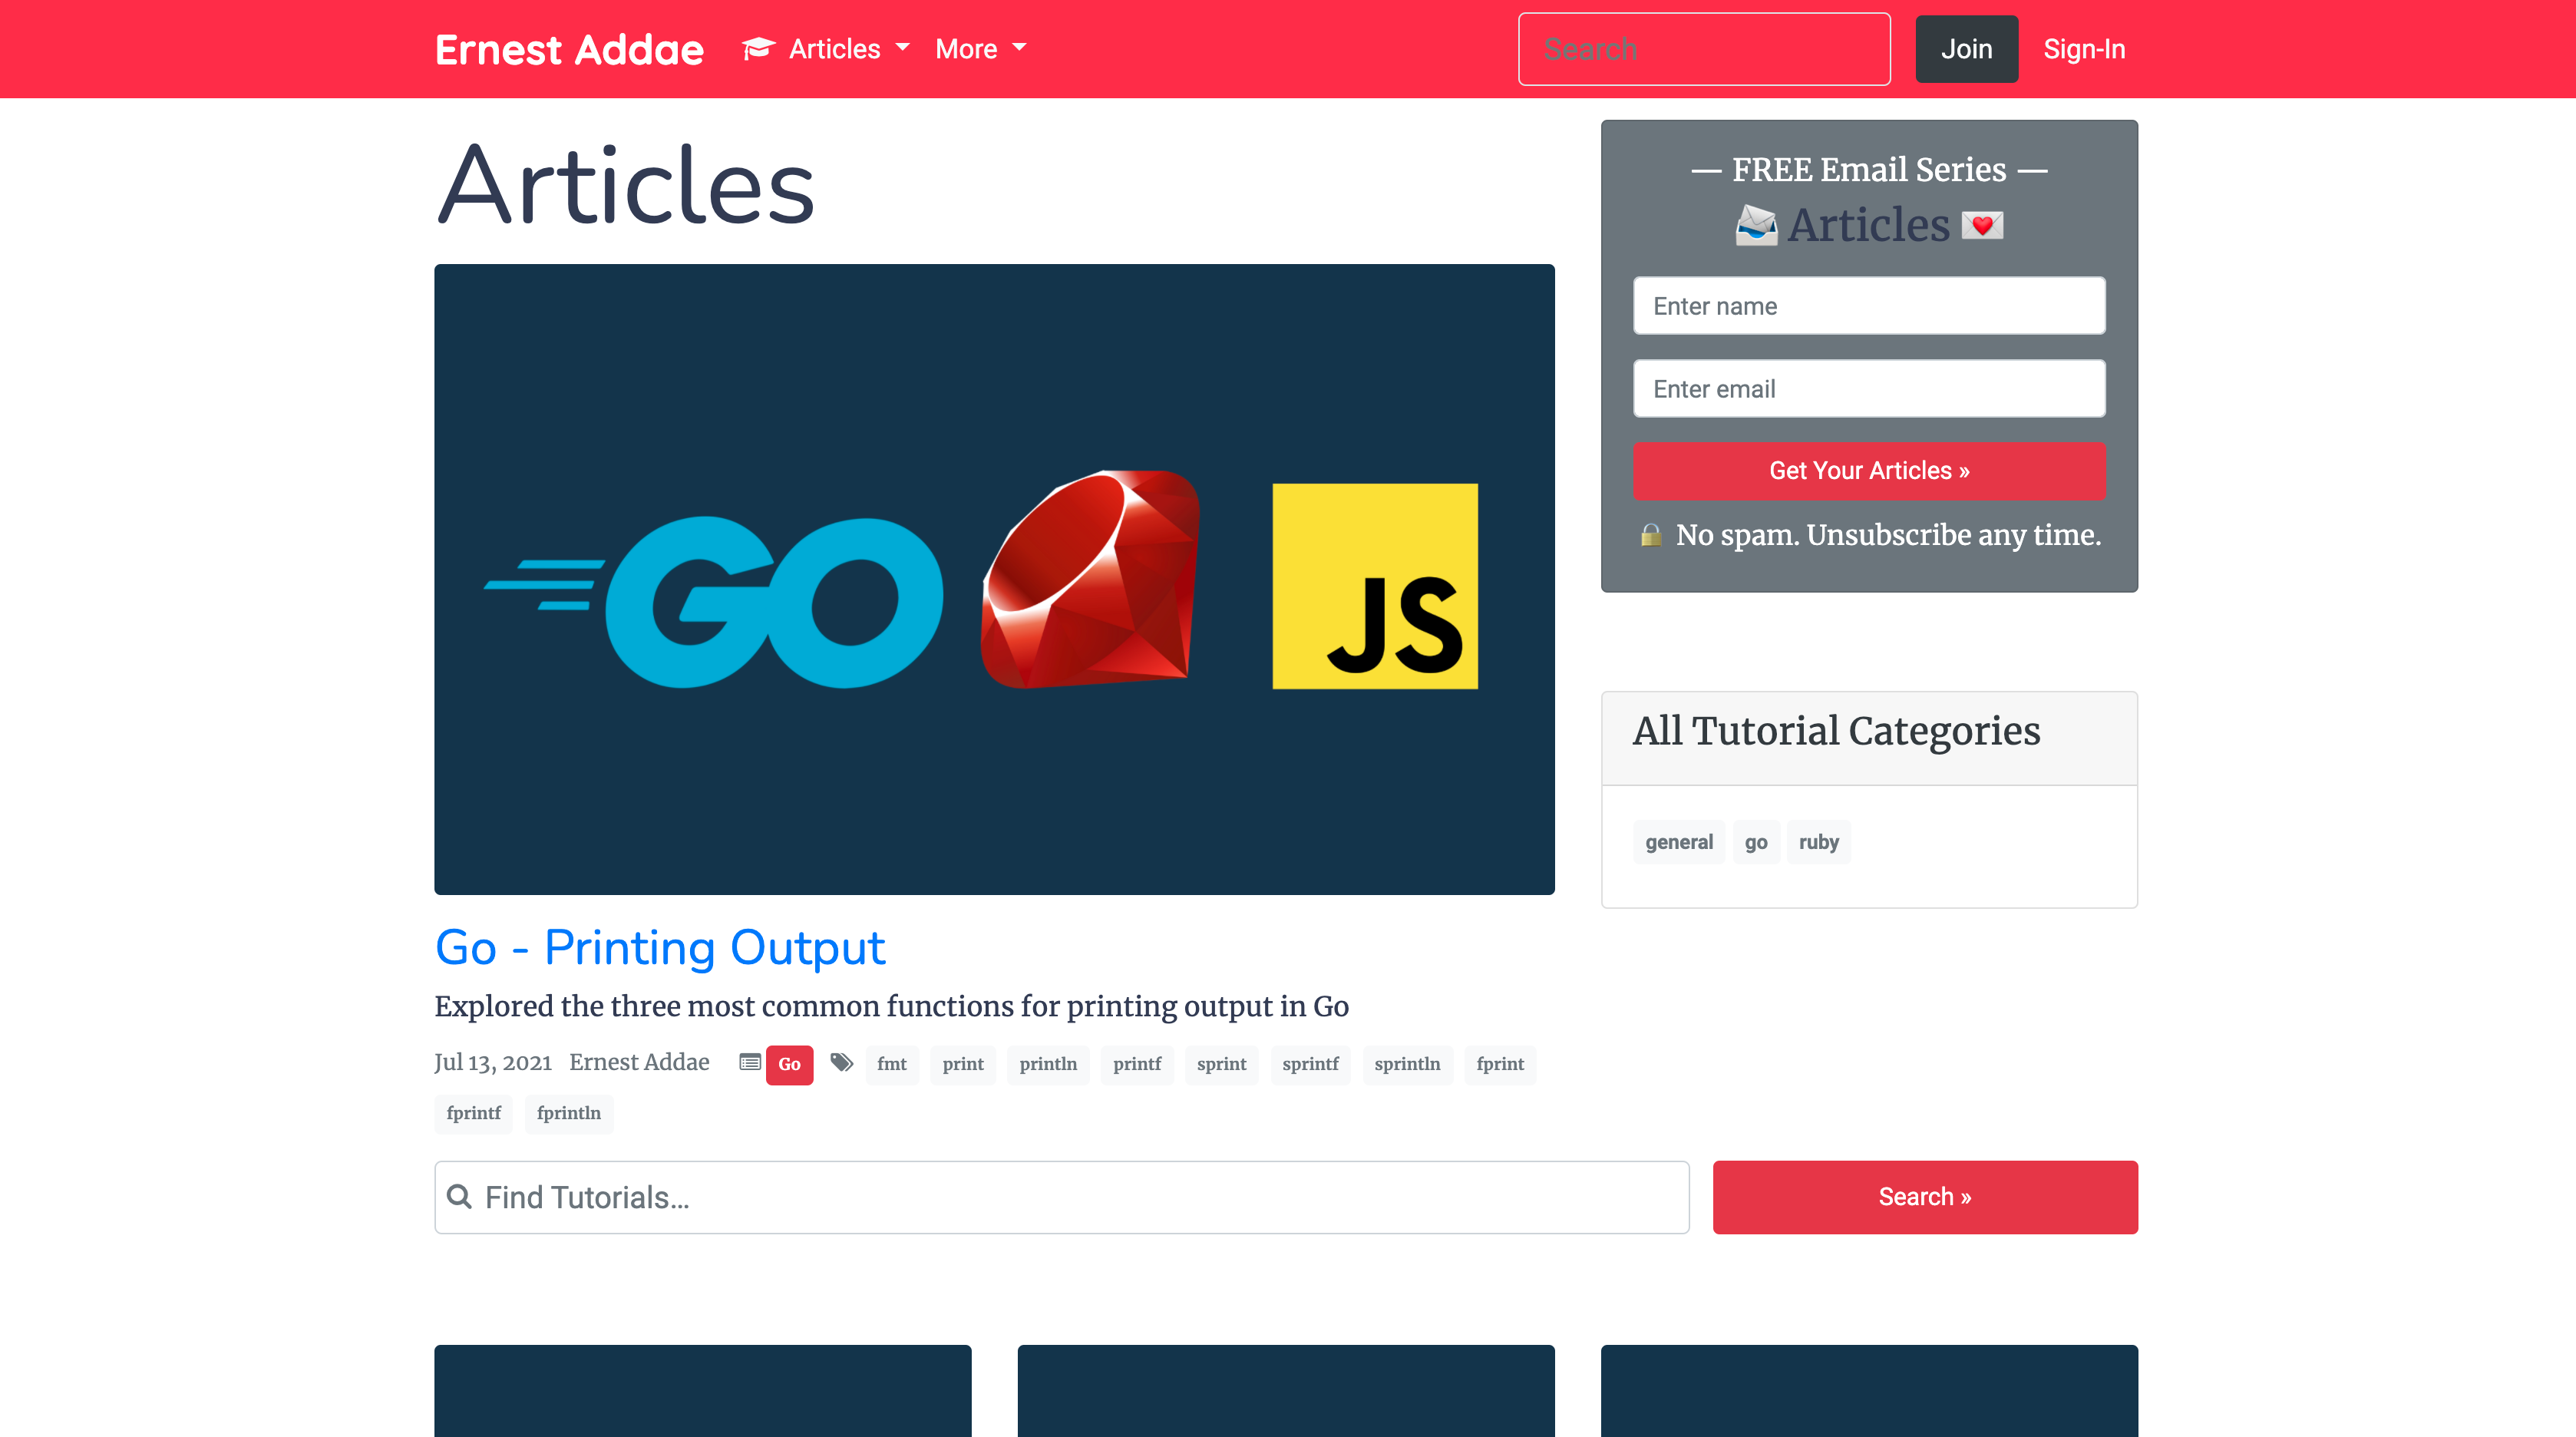 Ernest Addae Articles More Search Join Sign-In
Articles
GO JS
Go - Printing Output
Explored the three most common functions for printing output in Go
Jul 13, 2021 Ernest Addae Go fmt print println printf sprint sprintf sprintln fprint
fprintf fprintln
— FREE Email Series —
Articles
Enter name
Enter email
Get Your Articles »
No spam. Unsubscribe any time.
All Tutorial Categories
general go ruby
Find Tutorials... Search »